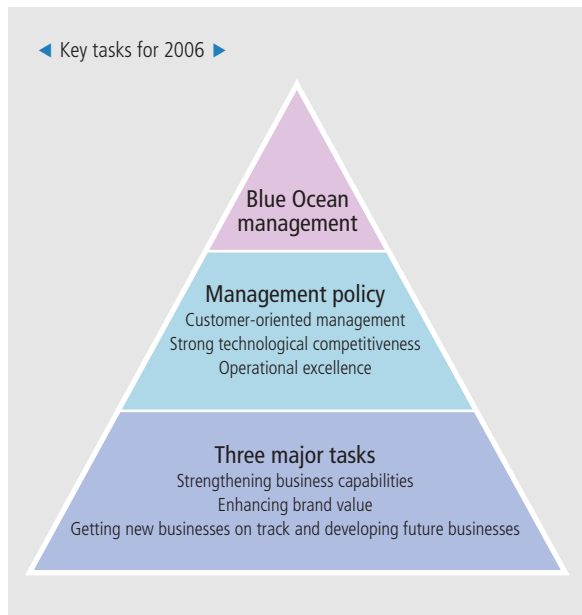 Key tasks for 2006
Blue Ocean
management
Management policy
Customer-oriented management
Strong technological competitiveness
Operational excellence
Three major tasks
Strengthening business capabilities
Enhancing brand value
Getting new businesses on track and developing future businesses